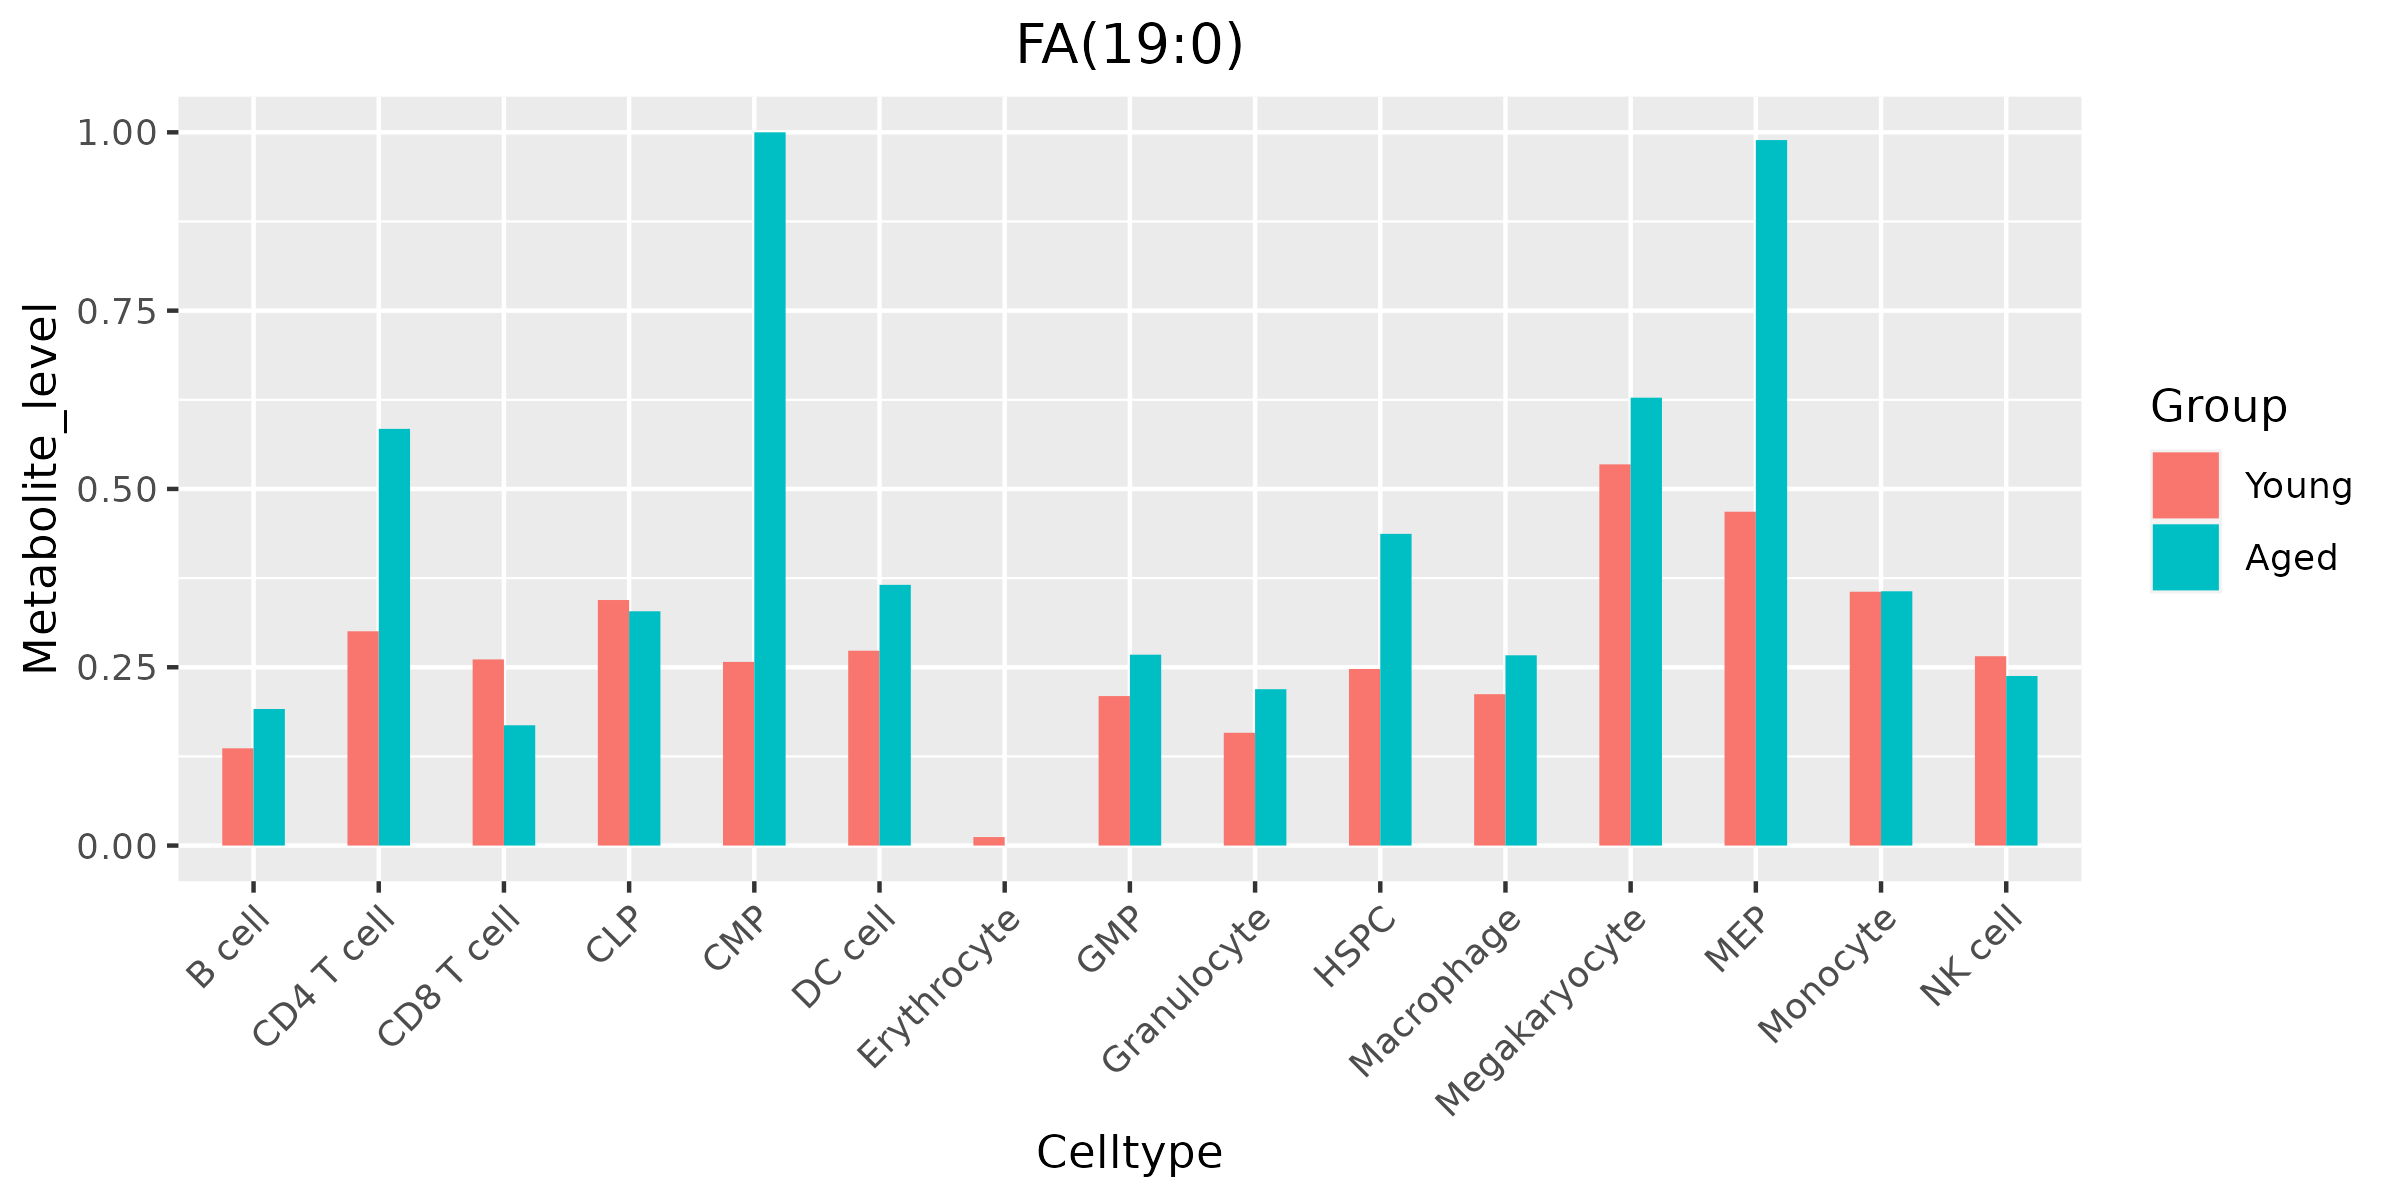 FA(19:0)
Metabolite_level
1.00
0.75
0.50
0.25
0.00
B cell
CD4 T cell
CD8 T cell
CLP
CMP
DC cell
Erythrocyte
GMP
Granulocyte
HSPC
Macrophage
Megakaryocyte
MEP
Monocyte
NK cell
Celltype
Group
Young
Aged